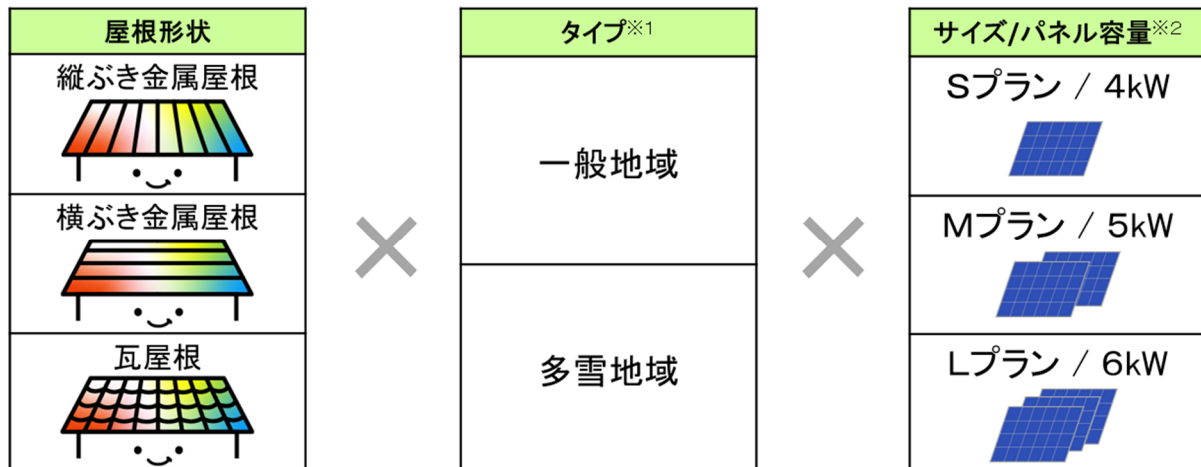 屋根形状
縦ぶき金属屋根
横ぶき金属屋根
瓦屋根
×
タイプ※1
一般地域
多雪地域
×
サイズ/パネル容量※2
Sプラン / 4kW
Mプラン / 5kW
Lプラン / 6kW